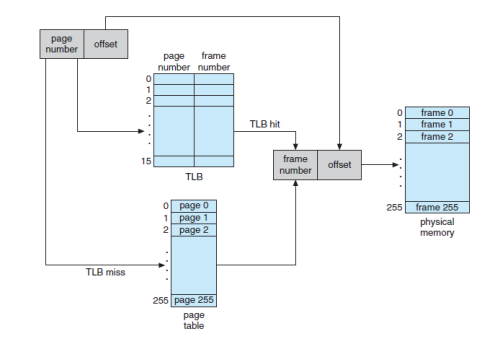 page number
offset
page number
frame number
0
1
2
15
TLB
TLB hit
frame number
offset
0 frame 0
1 frame 1
2 frame 2
255 frame 255
physical memory
0 page 0
1 page 1
2 page 2
TLB miss
255 page 255
page table